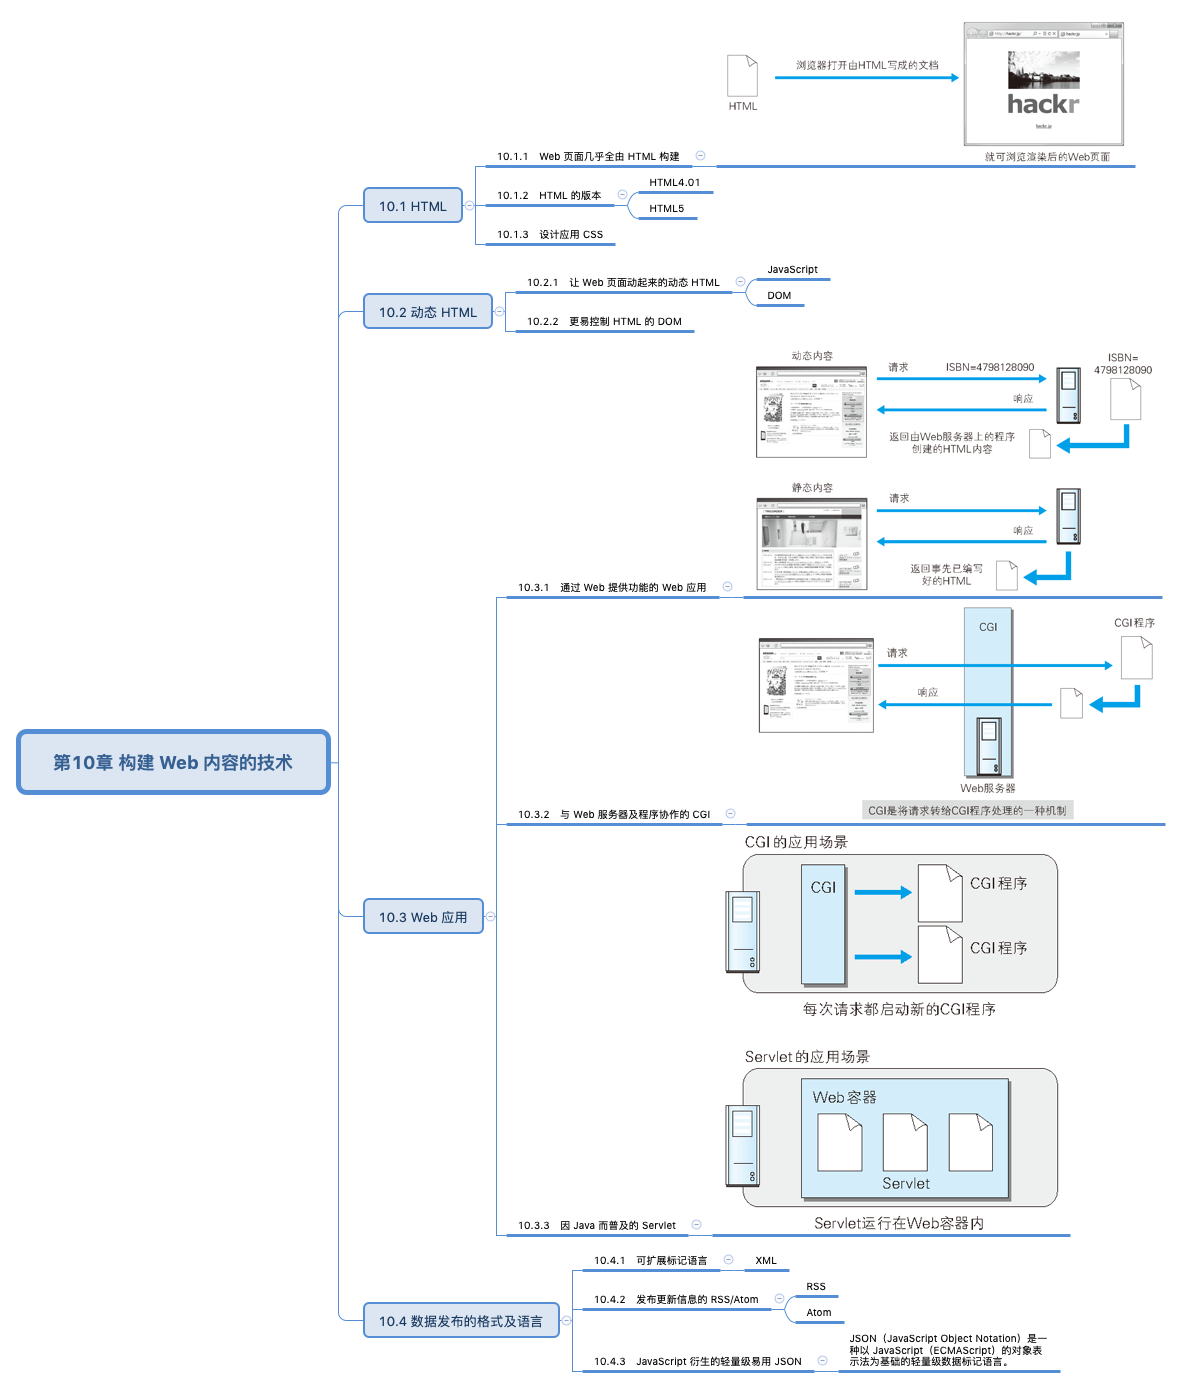 浏览器打开由HTML写成的文档
HTML
http://hackr.jp/
hackr.jp
hackr
hackr.jp
就可浏览渲染后的Web页面
10.1.1 Web 页面几乎全由 HTML 构建
10.1 HTML
10.1.2 HTML 的版本
HTML4.01
HTML5
10.1.3 设计应用 CSS
10.2 动态 HTML
10.2.1 让 Web 页面动起来的动态 HTML
JavaScript
DOM
10.2.2 更易控制 HTML 的 DOM
动态内容
请求 ISBN=4798128090
响应
ISBN=
4798128090
返回由Web服务器上的程序
创建的HTML内容
静态内容
请求
响应
返回事先已编写
好的HTML
10.3.1 通过 Web 提供功能的 Web 应用
CGI
CGI程序
请求
响应
Web服务器
CGI是将请求转给CGI程序处理的一种机制
第10章 构建 Web 内容的技术
10.3.2 与 Web 服务器及程序协作的 CGI
CGI的应用场景
CGI
CGI程序
CGI程序
每次请求都启动新的CGI程序
10.3 Web 应用
Servlet的应用场景
Web容器
Servlet
Servlet运行在Web容器内
10.3.3 因 Java 而普及的 Servlet
10.4 数据发布的格式及语言
10.4.1 可扩展标记语言
XML
10.4.2 发布更新信息的 RSS/Atom
RSS
Atom
10.4.3 JavaScript 衍生的轻量级易用 JSON
JSON（JavaScript Object Notation）是一
种以 JavaScript（ECMAScript）的对象表
示法为基础的轻量级数据标记语言。